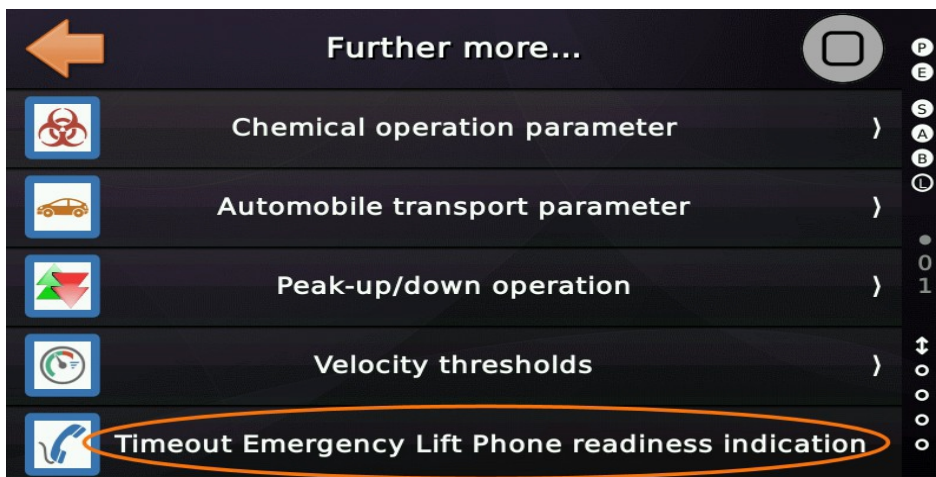 Further more...
P
E
Chemical operation parameter
S
A
B
L
Automobile transport parameter
0
1
Peak-up/down operation
Velocity thresholds
Timeout Emergency Lift Phone readiness indication